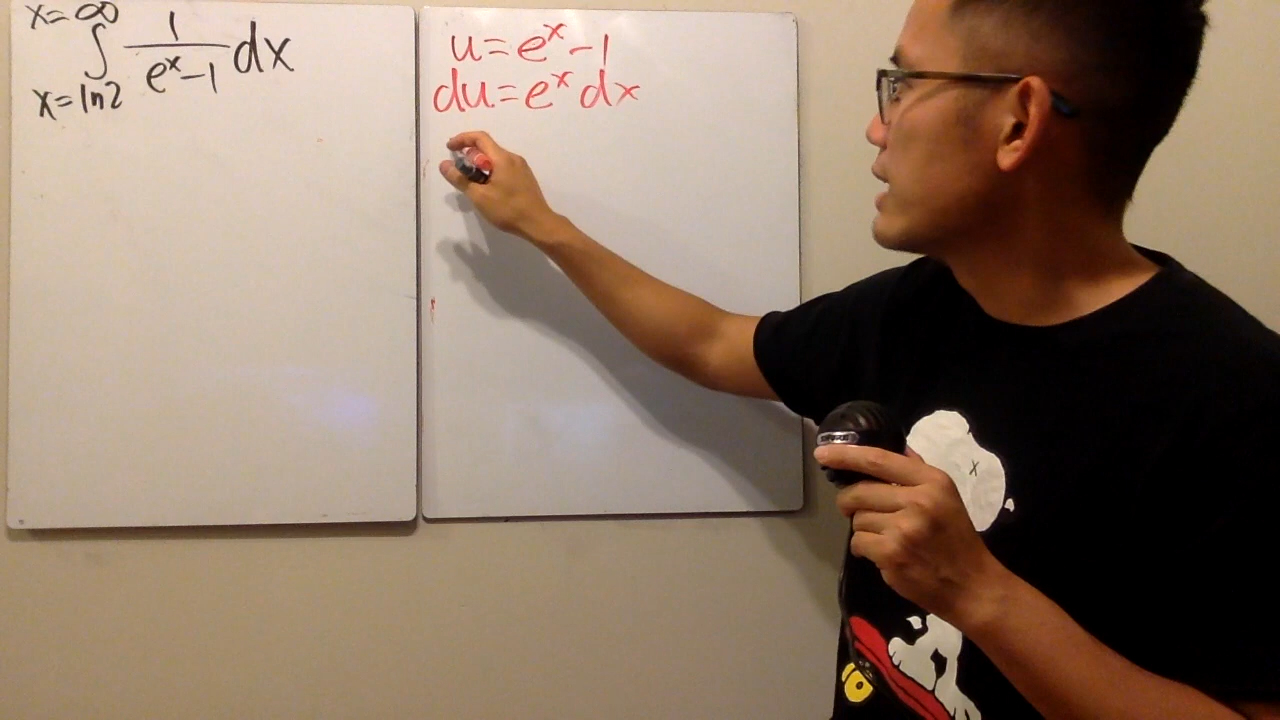 x=∞
∫ 1/(eˣ-1) dx
x=ln2
u=eˣ-1
du=eˣdx